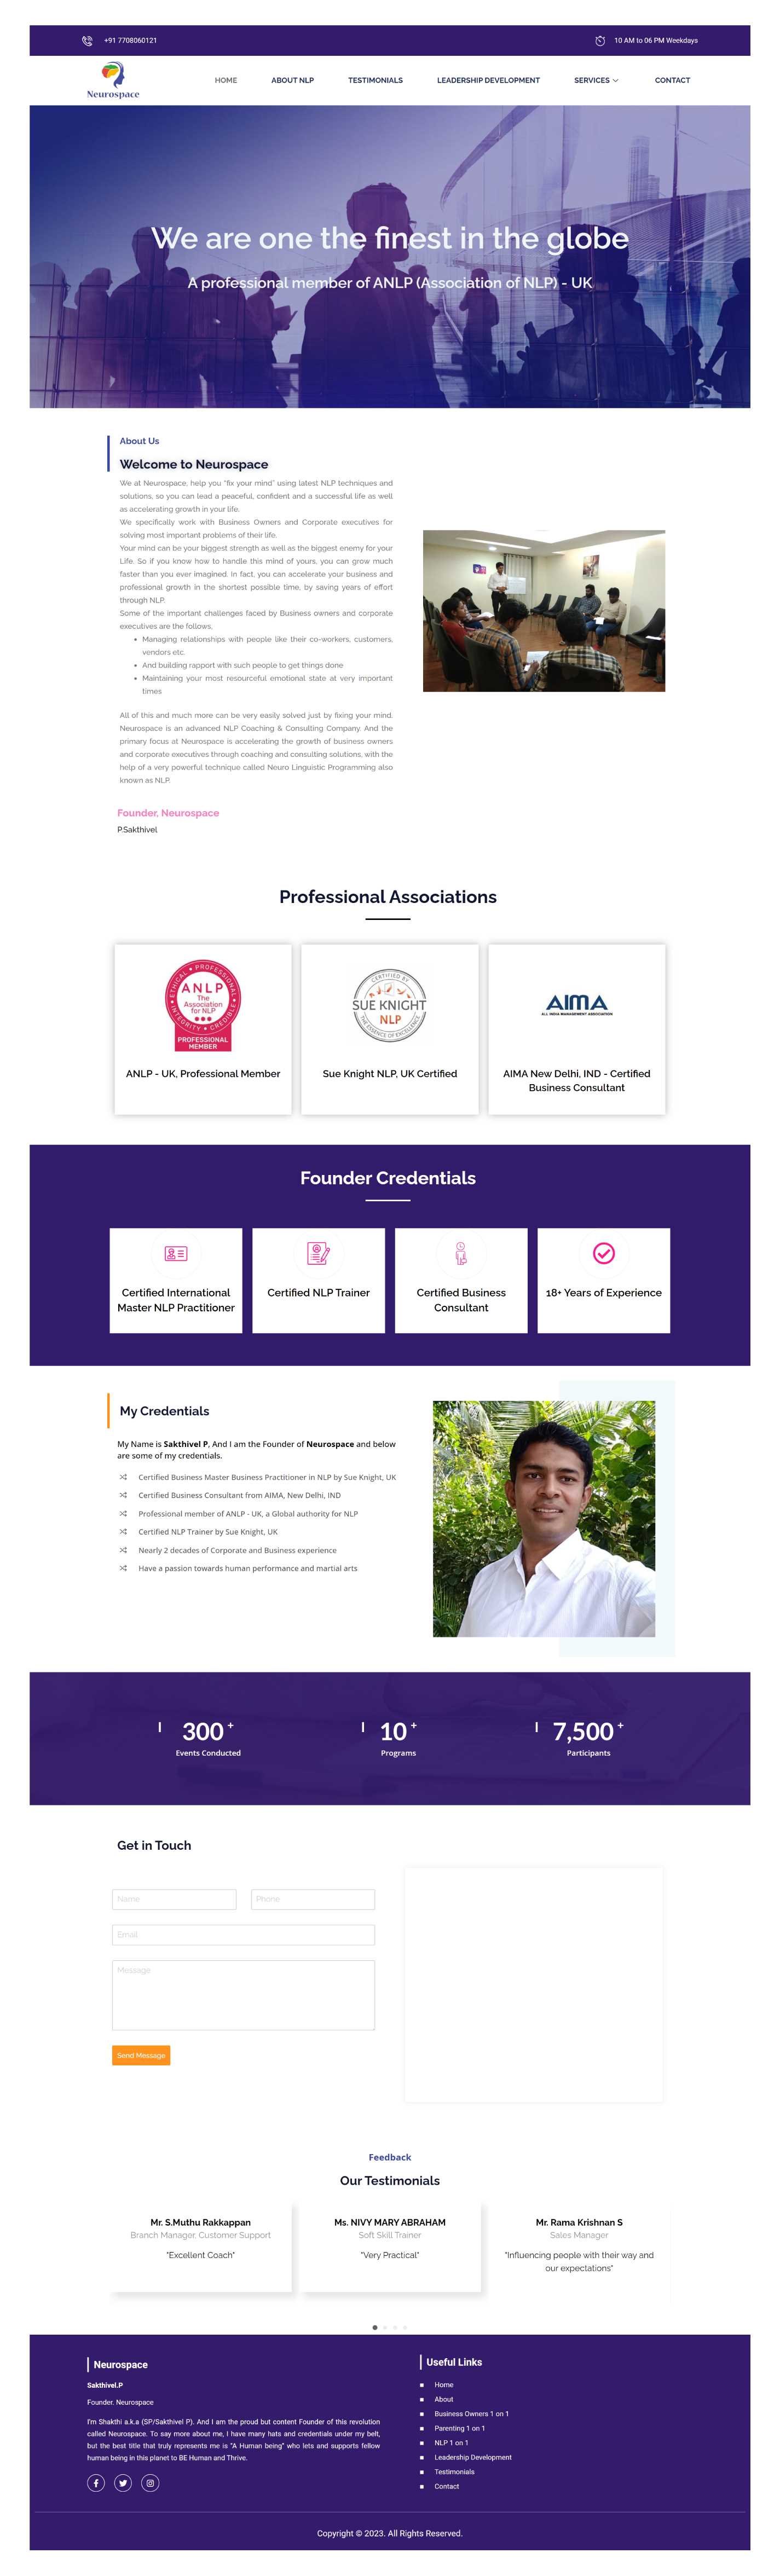 +91 7708060121
10 AM to 06 PM Weekdays
Neurospace
HOME
ABOUT NLP
TESTIMONIALS
LEADERSHIP DEVELOPMENT
SERVICES
CONTACT
We are one the finest in the globe
A professional member of ANLP (Association of NLP) - UK
About Us
Welcome to Neurospace
We at Neurospace, help you “fix your mind” using latest NLP techniques and
solutions, so you can lead a peaceful, confident and a successful life as well
as accelerating growth in your life.
We specifically work with Business Owners and Corporate executives for
solving most important problems of their life.
Your mind can be your biggest strength as well as the biggest enemy for your
Life. So if you know how to handle this mind of yours, you can grow much
faster than you ever imagined. In fact, you can accelerate your business and
professional growth in the shortest possible time, by saving years of effort
through NLP.
Some of the important challenges faced by Business owners and corporate
executives are the follows,
• Managing relationships with people like their co-workers, customers,
vendors etc.
• And building rapport with such people to get things done
• Maintaining your most resourceful emotional state at very important
times
All of this and much more can be very easily solved just by fixing your mind.
Neurospace is an advanced NLP Coaching & Consulting Company. And the
primary focus at Neurospace is accelerating the growth of business owners
and corporate executives through coaching and consulting solutions, with the
help of a very powerful technique called Neuro Linguistic Programming also
known as NLP.
Founder, Neurospace
P.Sakthivel
Professional Associations
ETHICAL • PROFESSIONAL
INTEGRITY • CREDIBLE
ANLP
The
Association
for NLP
PROFESSIONAL
MEMBER
ANLP - UK, Professional Member
CERTIFIED BY
SUE KNIGHT
NLP
THE ESSENCE OF EXCELLENCE
Sue Knight NLP, UK Certified
AIMA
ALL INDIA MANAGEMENT ASSOCIATION
AIMA New Delhi, IND - Certified
Business Consultant
Founder Credentials
Certified International
Master NLP Practitioner
Certified NLP Trainer
Certified Business
Consultant
18+ Years of Experience
My Credentials
My Name is Sakthivel P, And I am the Founder of Neurospace and below
are some of my credentials.
Certified Business Master Business Practitioner in NLP by Sue Knight, UK
Certified Business Consultant from AIMA, New Delhi, IND
Professional member of ANLP - UK, a Global authority for NLP
Certified NLP Trainer by Sue Knight, UK
Nearly 2 decades of Corporate and Business experience
Have a passion towards human performance and martial arts
300 +
Events Conducted
10 +
Programs
7,500 +
Participants
Get in Touch
Name
Phone
Email
Message
Send Message
Feedback
Our Testimonials
Mr. S.Muthu Rakkappan
Branch Manager, Customer Support
"Excellent Coach"
Ms. NIVY MARY ABRAHAM
Soft Skill Trainer
"Very Practical"
Mr. Rama Krishnan S
Sales Manager
"Influencing people with their way and
our expectations"
Neurospace
Sakthivel.P
Founder. Neurospace
I'm Shakthi a.k.a (SP/Sakthivel P). And I am the proud but content Founder of this revolution
called Neurospace. To say more about me, I have many hats and credentials under my belt,
but the best title that truly represents me is "A Human being" who lets and supports fellow
human being in this planet to BE Human and Thrive.
Useful Links
Home
About
Business Owners 1 on 1
Parenting 1 on 1
NLP 1 on 1
Leadership Development
Testimonials
Contact
Copyright © 2023. All Rights Reserved.